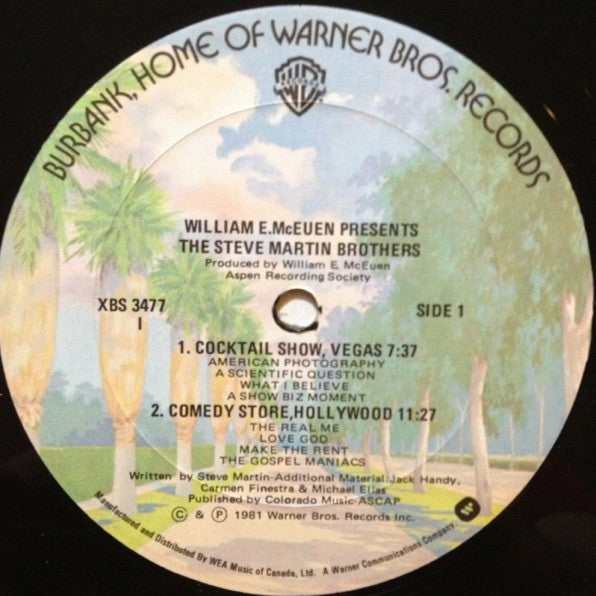 BURBANK, HOME OF WARNER BROS. RECORDS
WB
RECORDS
WILLIAM E.McEUEN PRESENTS
THE STEVE MARTIN BROTHERS
Produced by William E. McEuen
Aspen Recording Society
XBS 3477
1
SIDE 1
1. COCKTAIL SHOW, VEGAS 7:37
AMERICAN PHOTOGRAPHY
A SCIENTIFIC QUESTION
WHAT I BELIEVE
A SHOW BIZ MOMENT
2. COMEDY STORE,HOLLYWOOD 11:27
THE REAL ME
LOVE GOD
MAKE THE RENT
THE GOSPEL MANIACS
Written by Steve Martin-Additional Material:Jack Handy,
Carmen Finestra & Michael Elias
Published by Colorado Music-ASCAP
© & ℗ 1981 Warner Bros. Records Inc.
Manufactured and Distributed By WEA Music of Canada, Ltd. A Warner Communications Company.